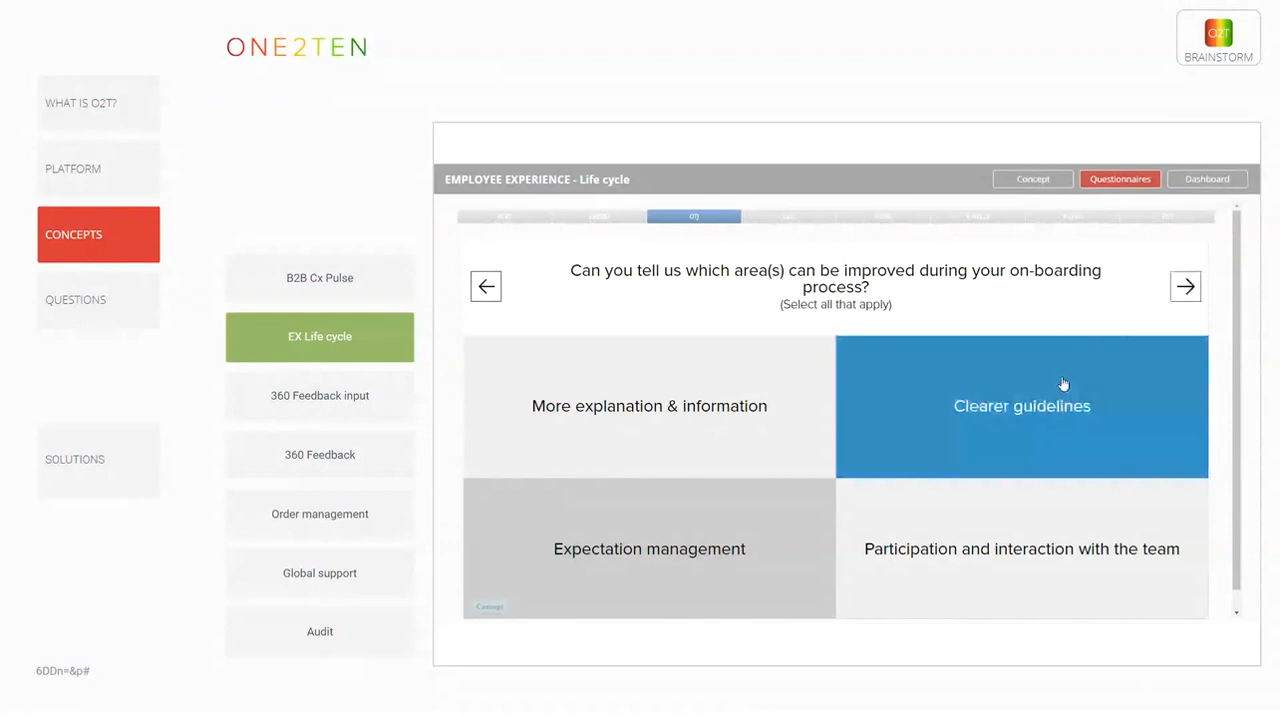 ONE2TEN
O2T
BRAINSTORM
WHAT IS O2T?
PLATFORM
CONCEPTS
QUESTIONS
SOLUTIONS
6DDn=&p#
B2B Cx Pulse
EX Life cycle
360 Feedback input
360 Feedback
Order management
Global support
Audit
EMPLOYEE EXPERIENCE - Life cycle
Concept
Questionnaires
Dashboard
Can you tell us which area(s) can be improved during your on-boarding
process?
(Select all that apply)
More explanation & information
Clearer guidelines
Expectation management
Participation and interaction with the team
Concept